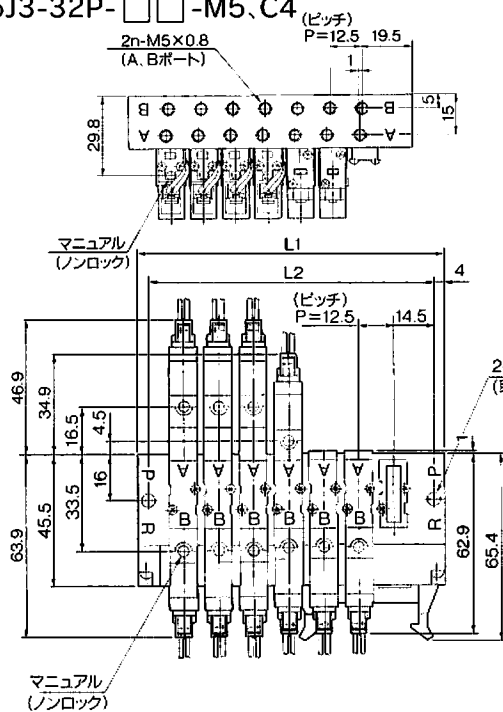 J3-32P-□□-M5、C4
(ピッチ)
P=12.5
19.5
2n-M5×0.8
(A、Bポート)
1
B
B
5
15
A
A
29.8
マニュアル
(ノンロック)
L1
L2
4
(ピッチ)
P=12.5
14.5
46.9
34.9
16.5
4.5
2
1
P
A
A
A
A
A
A
P
63.9
45.5
33.5
16
R
B
B
B
B
B
B
R
62.9
65.4
マニュアル
(ノンロック)